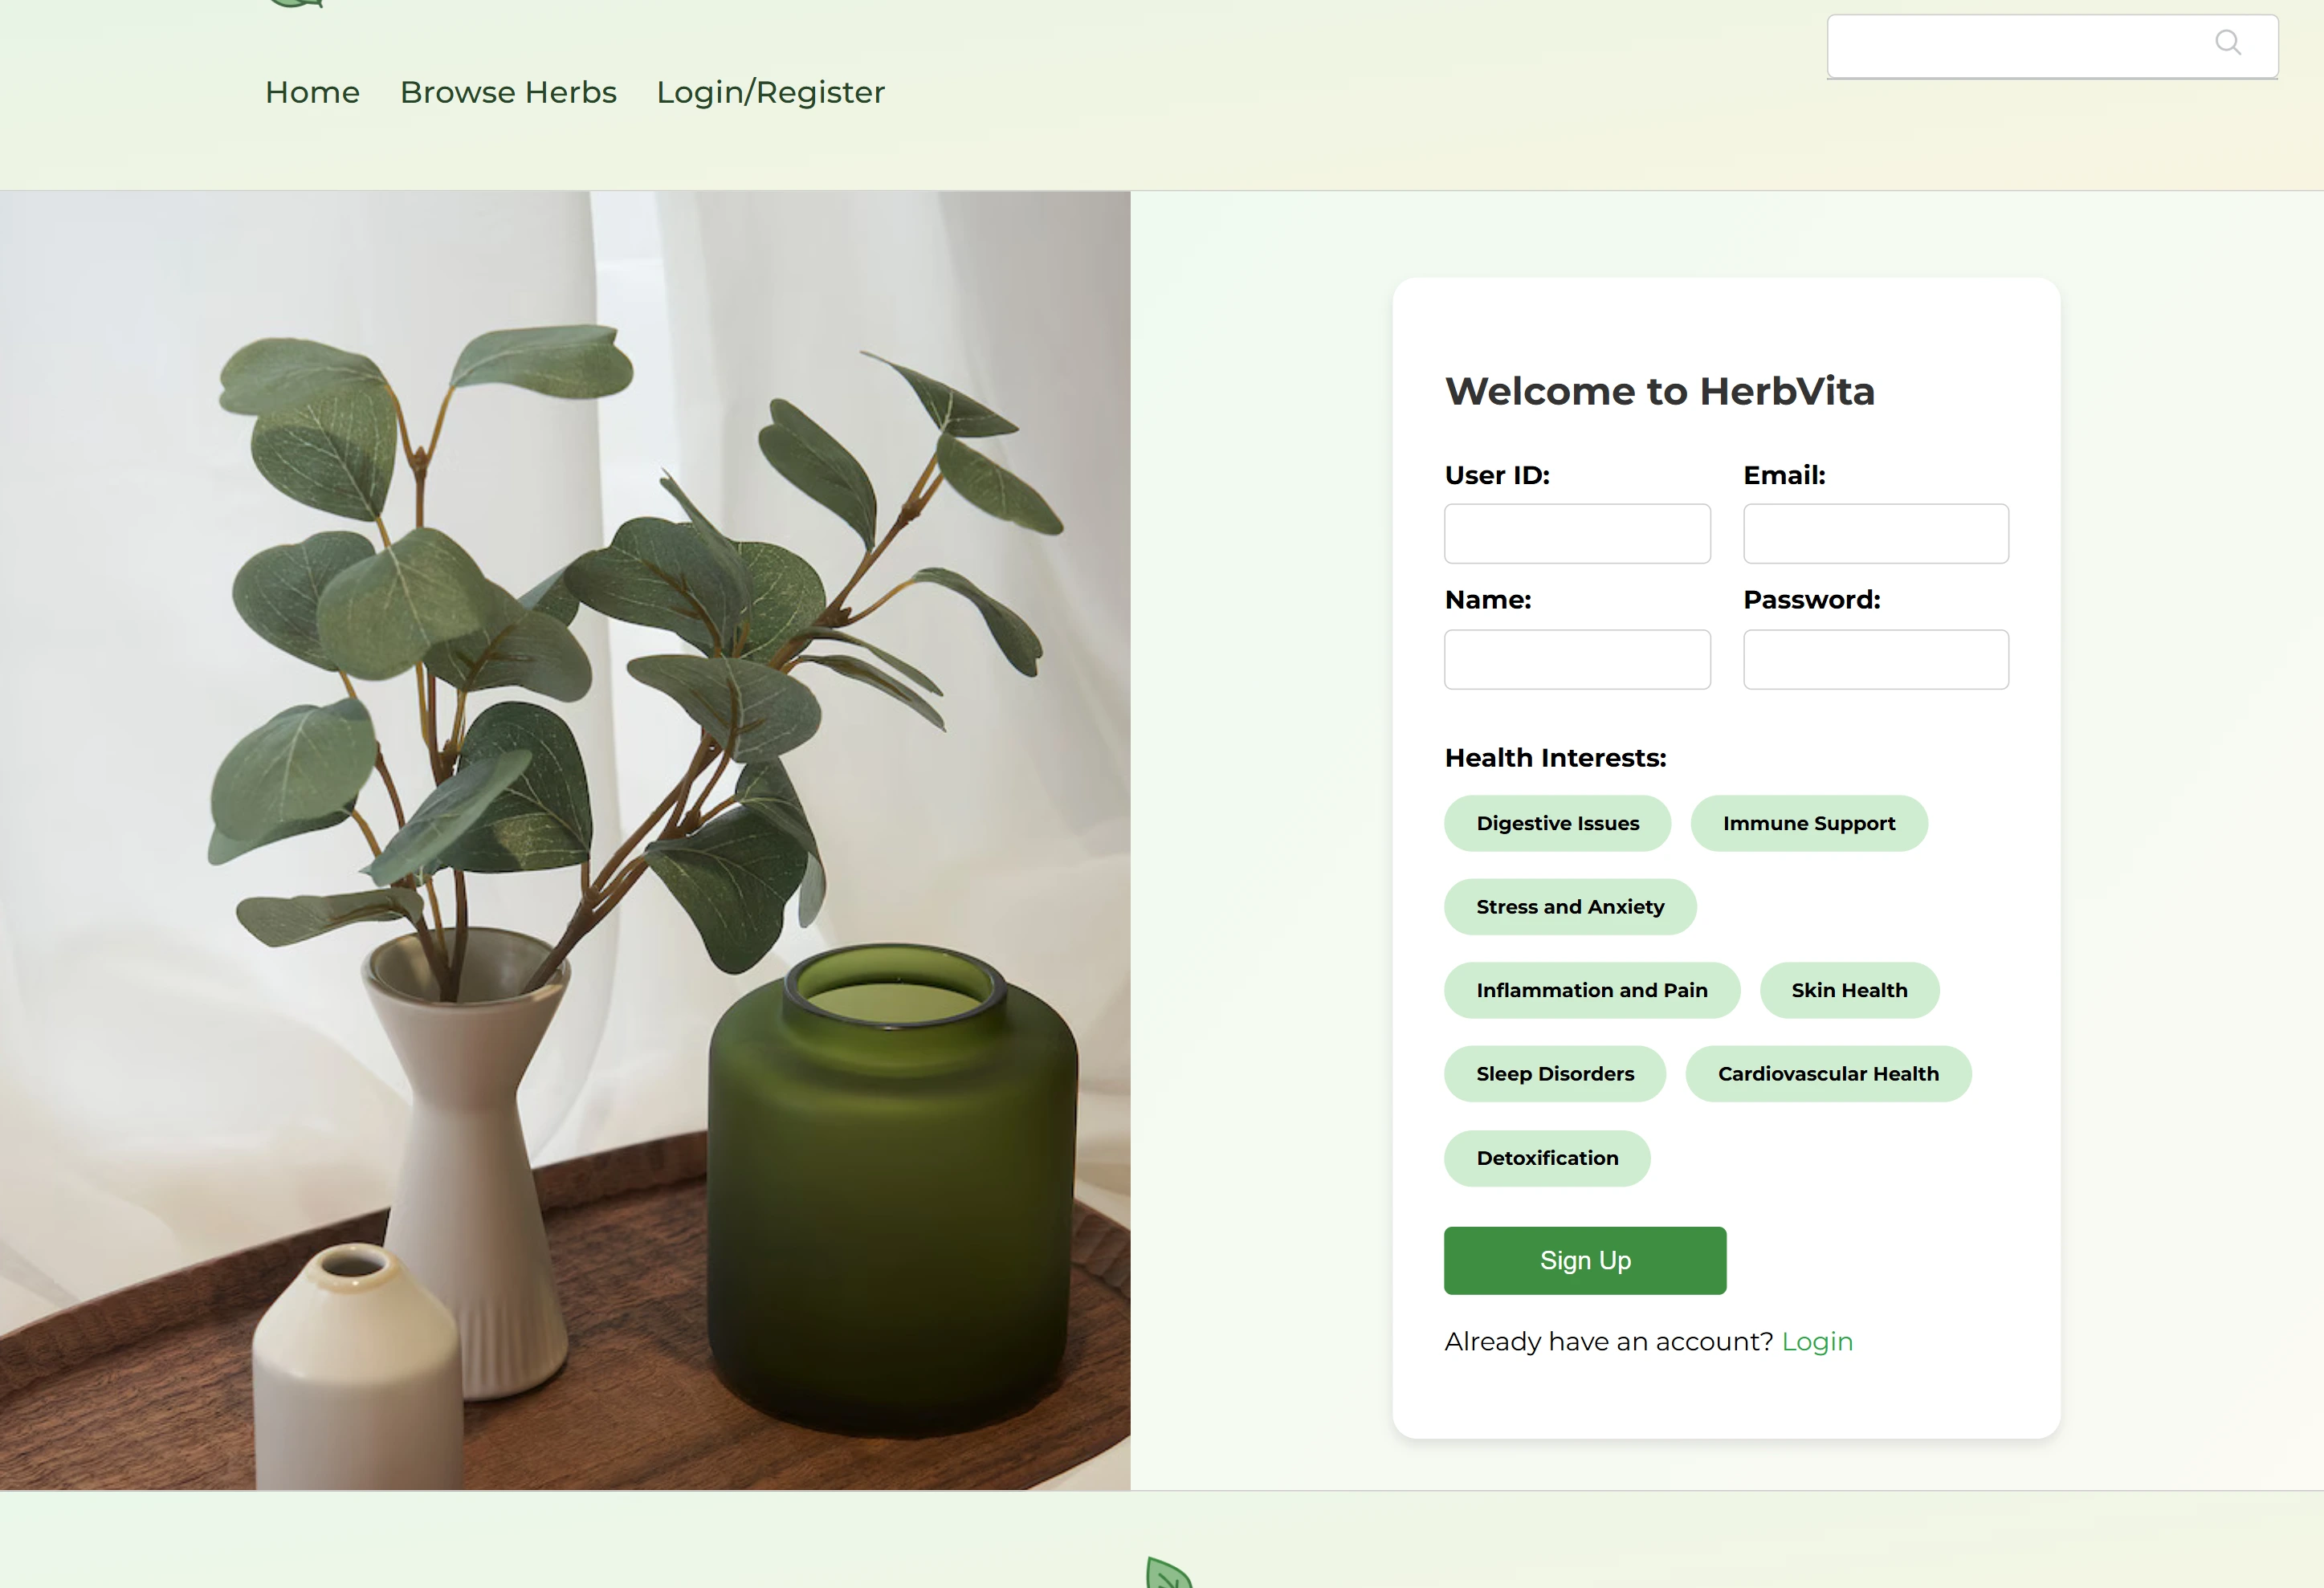 Home Browse Herbs Login/Register
Welcome to HerbVita
User ID: Email:
Name: Password:
Health Interests:
Digestive Issues Immune Support
Stress and Anxiety
Inflammation and Pain Skin Health
Sleep Disorders Cardiovascular Health
Detoxification
Sign Up
Already have an account? Login